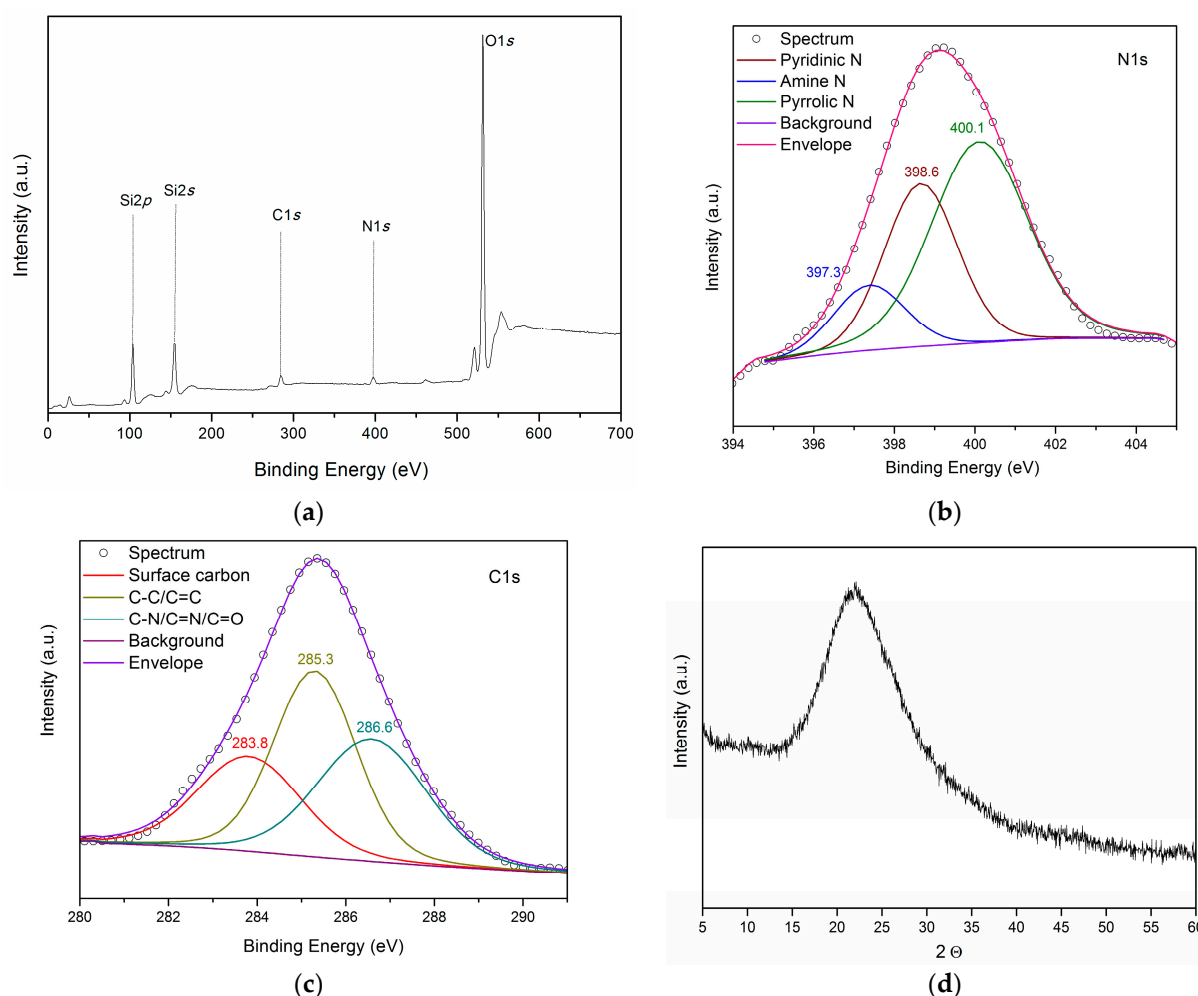 O1s
Si2s
Si2p
C1s
N1s
Intensity (a.u.)
0 100 200 300 400 500 600 700
Binding Energy (eV)
(a)
Spectrum
Pyridinic N
Amine N
Pyrrolic N
Background
Envelope
N1s
400.1
398.6
397.3
Intensity (a.u.)
394 396 398 400 402 404
Binding Energy (eV)
(b)
Spectrum
Surface carbon
C-C/C=C
C-N/C=N/C=O
Background
Envelope
C1s
285.3
286.6
283.8
Intensity (a.u.)
280 282 284 286 288 290
Binding Energy (eV)
(c)
Intensity (a.u.)
5 10 15 20 25 30 35 40 45 50 55 60
2 Θ
(d)